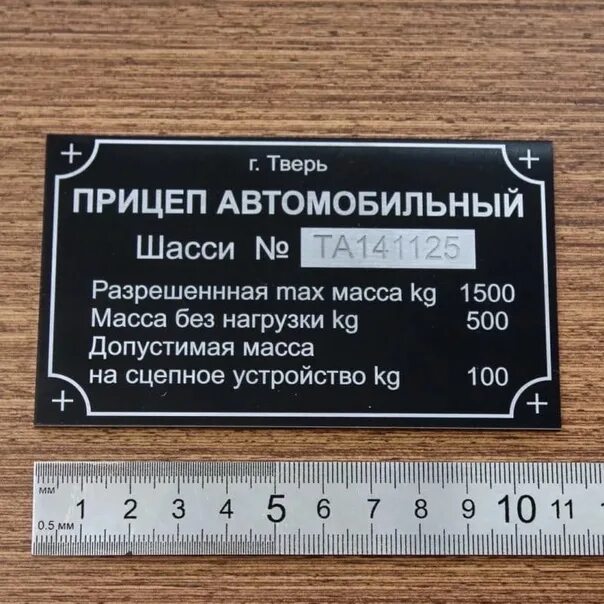 г. Тверь
ПРИЦЕП АВТОМОБИЛЬНЫЙ
Шасси № TA141125
Разрешеннная max масса kg 1500
Масса без нагрузки kg 500
Допустимая масса
на сцепное устройство kg 100
мм
1 2 3 4 5 6 7 8 9 10 11
0.5 мм